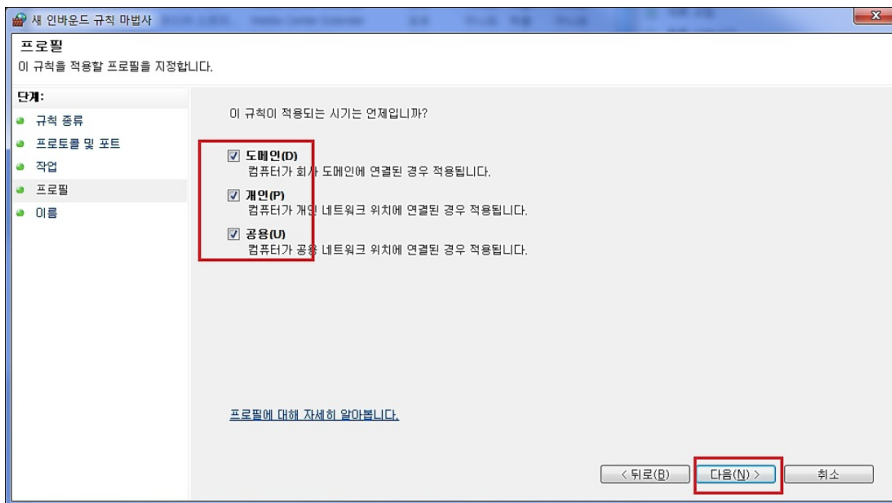 새 인바운드 규칙 마법사
프로필
이 규칙을 적용할 프로필을 지정합니다.
단계:
규칙 종류
프로토콜 및 포트
작업
프로필
이름
이 규칙이 적용되는 시기는 언제입니까?
도메인(D)
컴퓨터가 회사 도메인에 연결된 경우 적용됩니다.
개인(P)
컴퓨터가 개인 네트워크 위치에 연결된 경우 적용됩니다.
공용(U)
컴퓨터가 공용 네트워크 위치에 연결된 경우 적용됩니다.
프로필에 대해 자세히 알아봅니다.
< 뒤로(B)
다음(N) >
취소